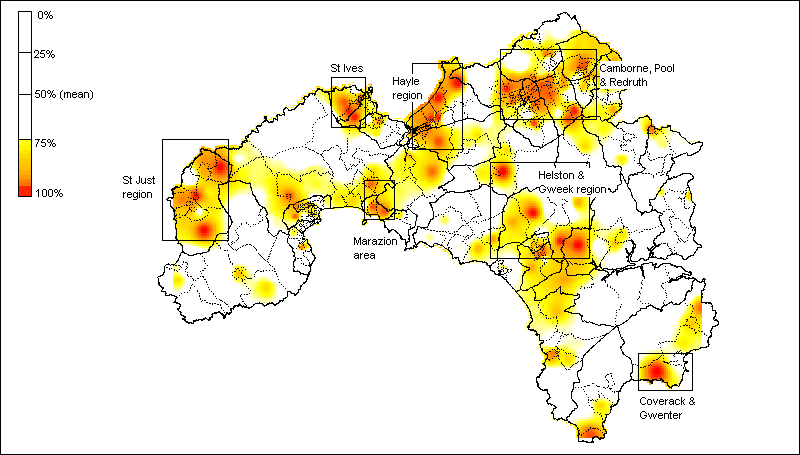 0%
25%
50% (mean)
75%
100%
St Ives
Hayle
region
Camborne, Pool
& Redruth
St Just
region
Helston &
Gweek region
Marazion
area
Coverack &
Gwenter